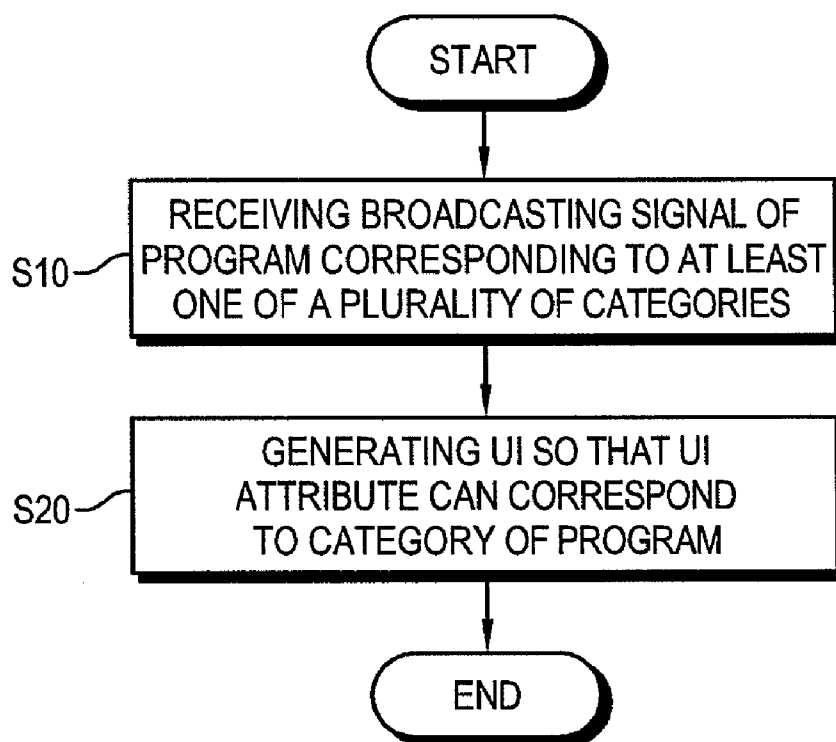 START
S10
RECEIVING BROADCASTING SIGNAL OF
PROGRAM CORRESPONDING TO AT LEAST
ONE OF A PLURALITY OF CATEGORIES
S20
GENERATING UI SO THAT UI
ATTRIBUTE CAN CORRESPOND
TO CATEGORY OF PROGRAM
END